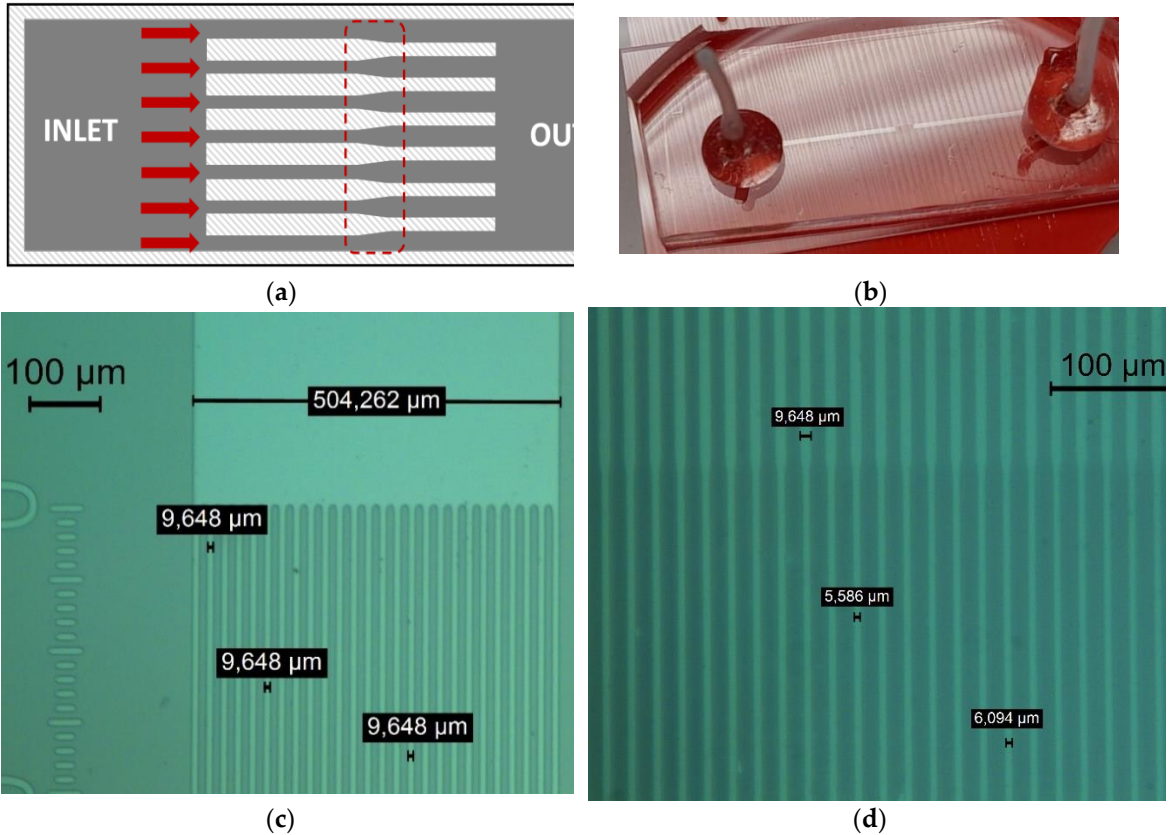 INLET
OUT
(a)
(b)
100 µm
504,262 µm
9,648 µm
9,648 µm
9,648 µm
(c)
100 µm
9,648 µm
5,586 µm
6,094 µm
(d)